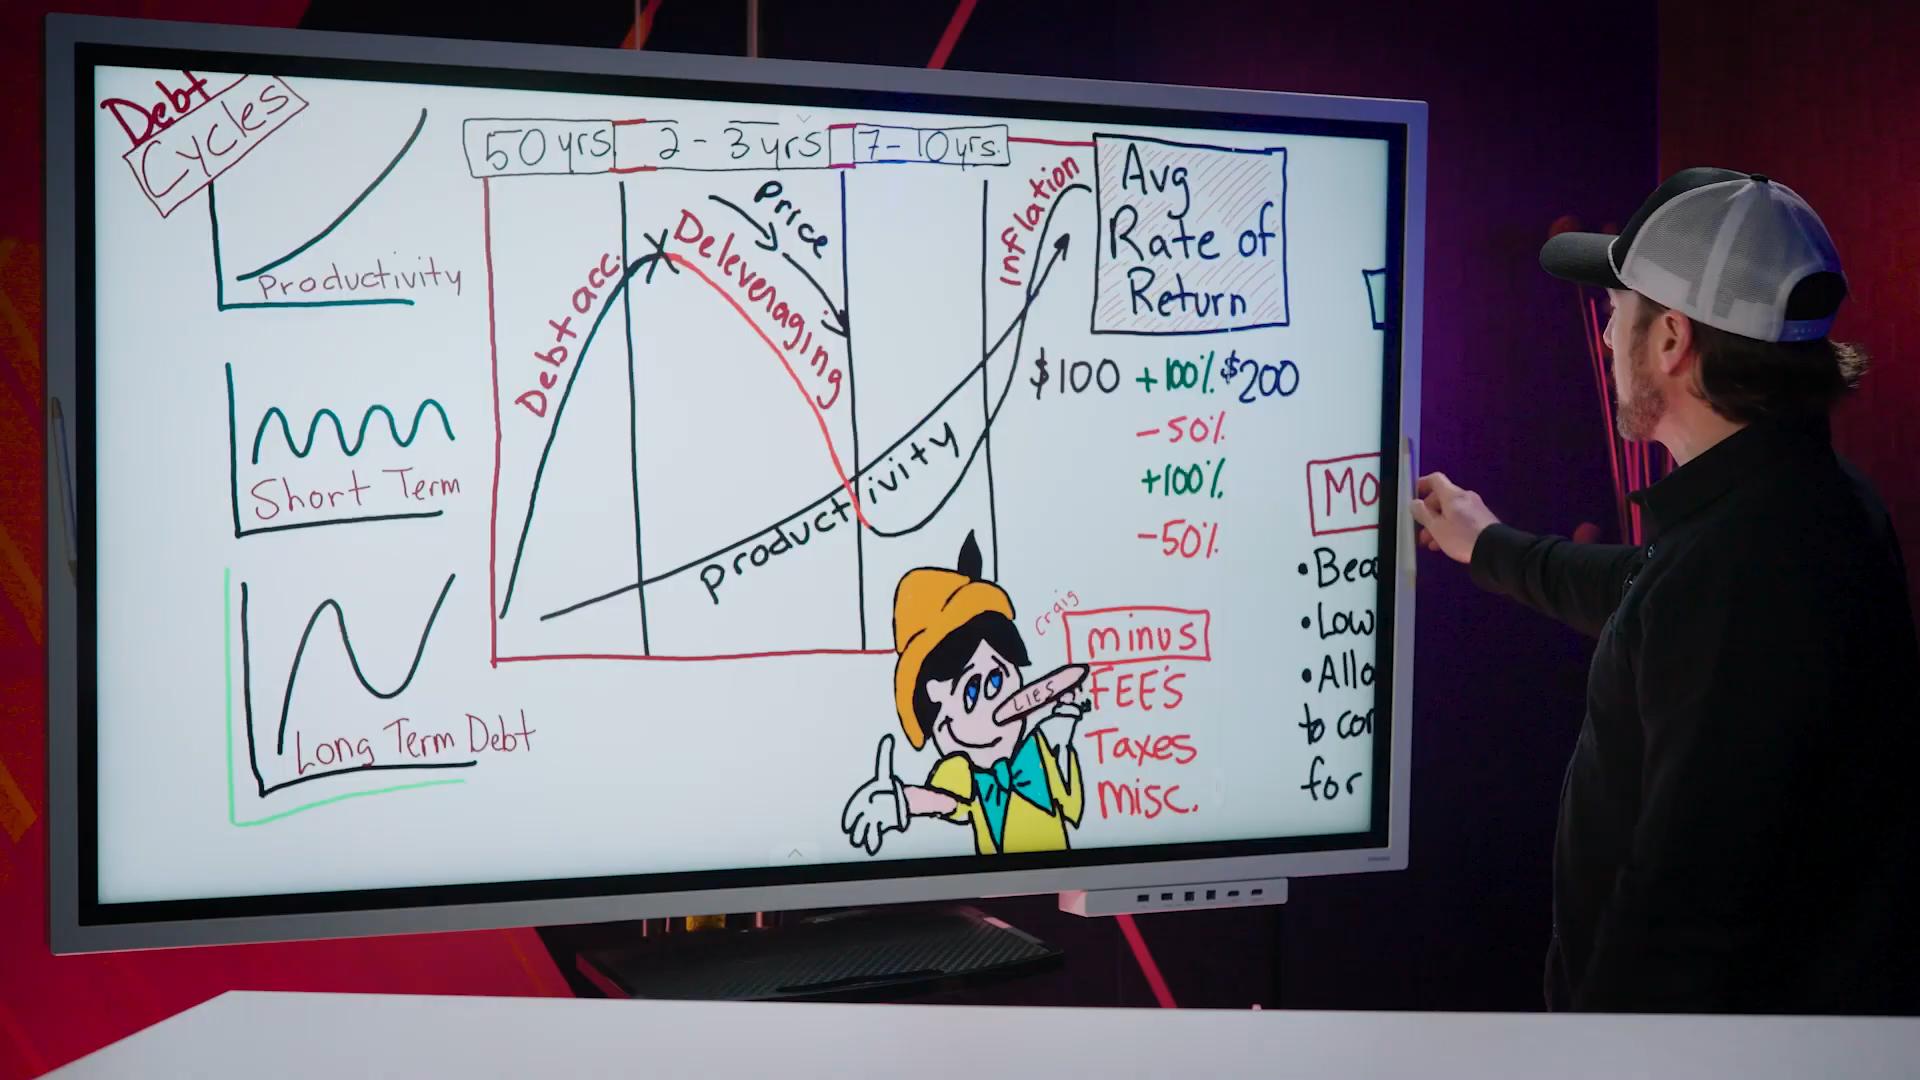 Debt
Cycles
Productivity
Short Term
Long Term Debt
50 yrs
2 - 3 yrs
7 - 10 yrs.
Debt acc.
Price
Deleveraging
Productivity
Inflation
Avg
Rate of
Return
$100 +100% $200
-50%
+100%
-50%
craig
minus
FEE'S
Taxes
misc.
LIES
MO
• Bea
• Low
• Allo
to cor
for